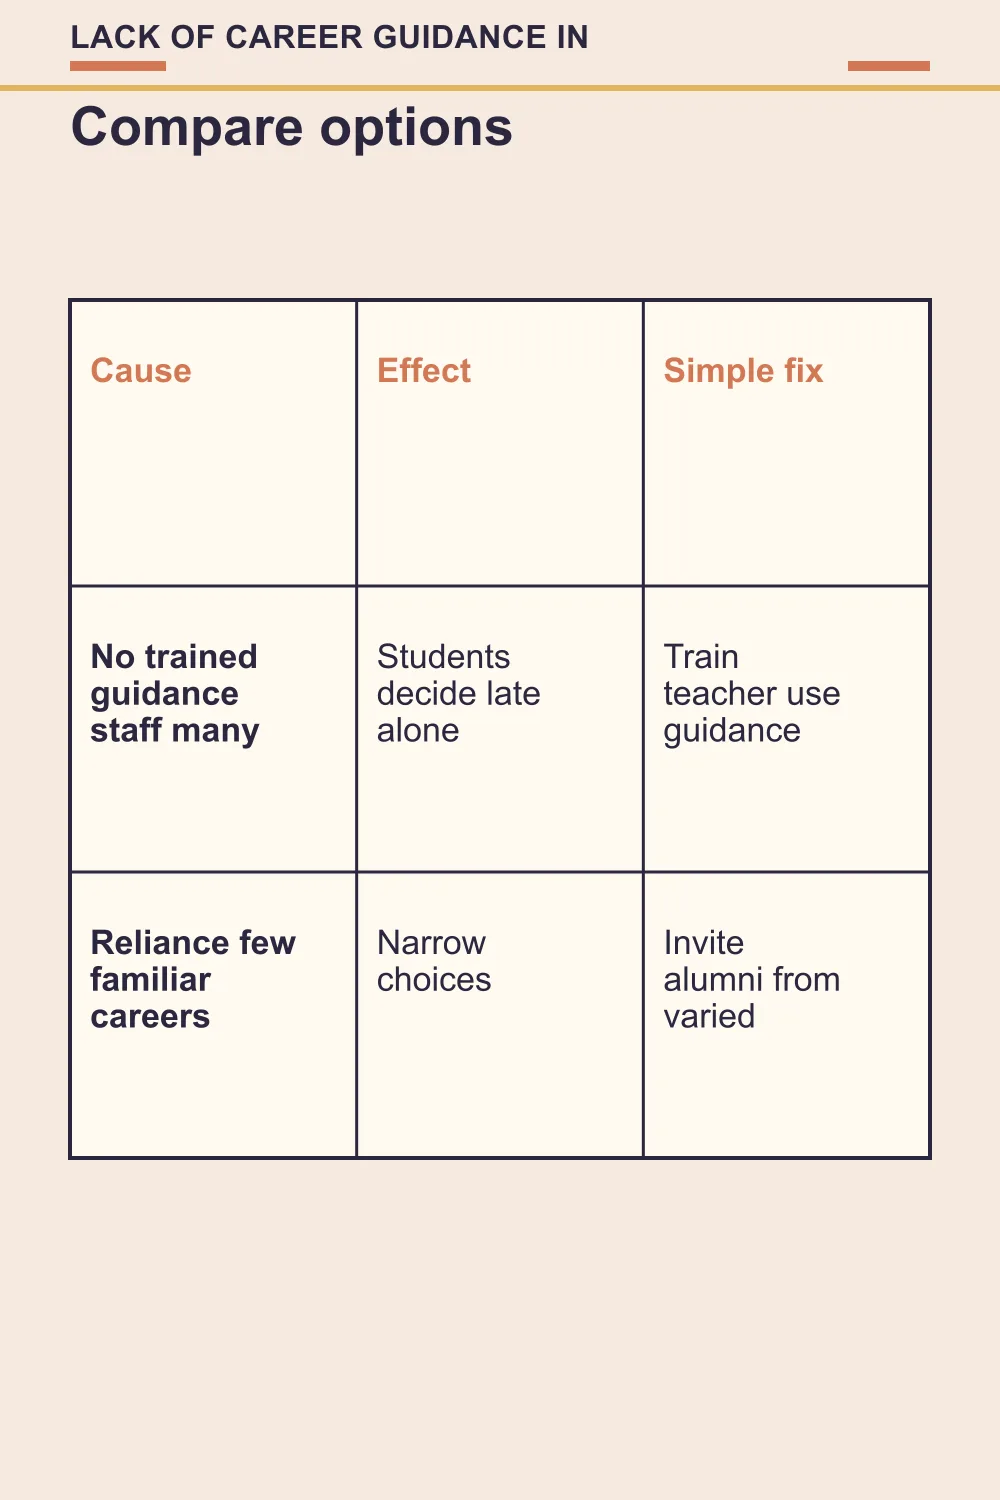 LACK OF CAREER GUIDANCE IN
Compare options
Cause
Effect
Simple fix
No trained
guidance
staff many
Students
decide late
alone
Train
teacher use
guidance
Reliance few
familiar
careers
Narrow
choices
Invite
alumni from
varied